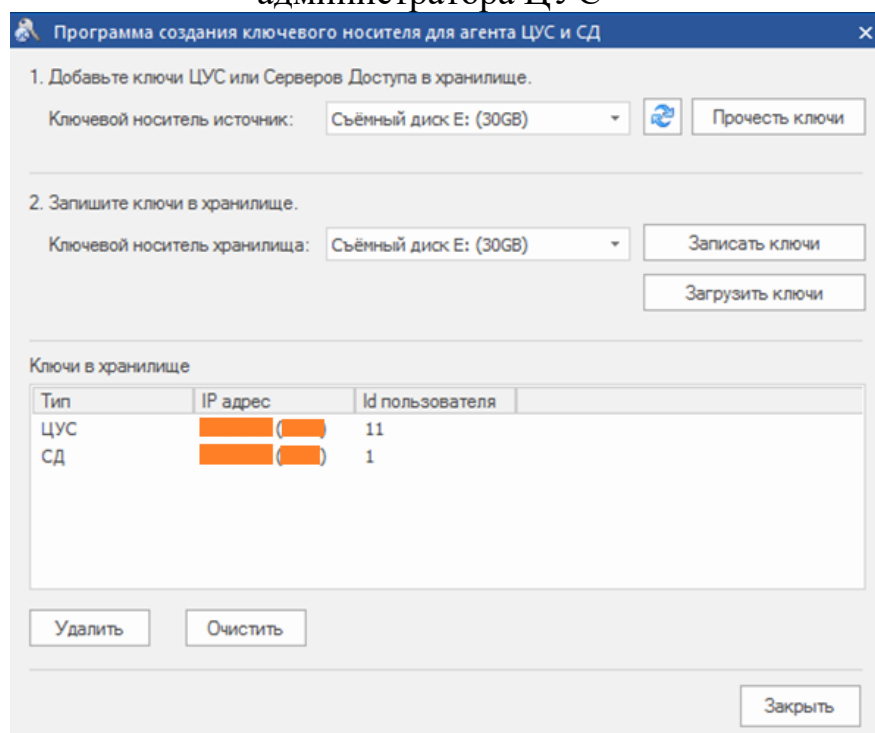 администратора ЦУС
Программа создания ключевого носителя для агента ЦУС и СД
1. Добавьте ключи ЦУС или Серверов Доступа в хранилище.
Ключевой носитель источник: Съёмный диск E: (30GB) Прочесть ключи
2. Запишите ключи в хранилище.
Ключевой носитель хранилища: Съёмный диск E: (30GB) Записать ключи
Загрузить ключи
Ключи в хранилище
Тип IP адрес Id пользователя
ЦУС ( ) 11
СД ( ) 1
Удалить Очистить
Закрыть